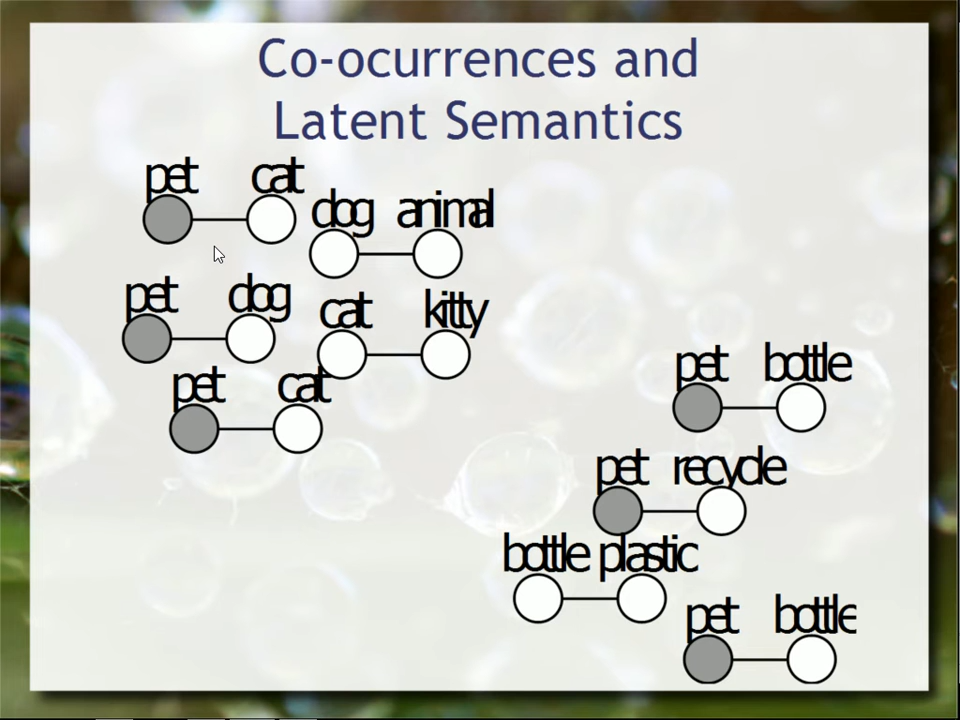 Co-ocurrences and
Latent Semantics
pet cat
dog animal
pet dog
cat kitty
pet cat
pet bottle
pet recycle
bottle plastic
pet bottle